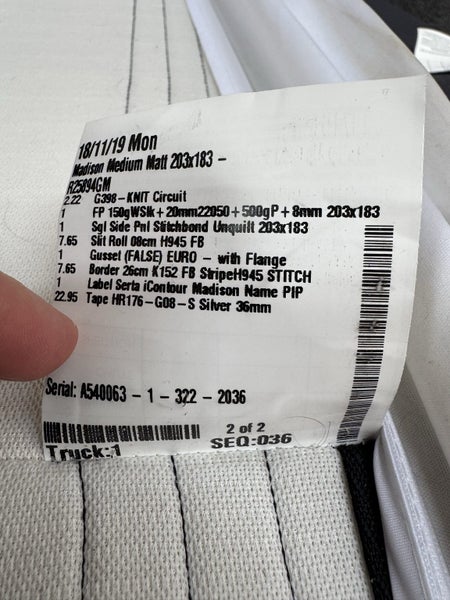 18/11/19 Mon
Madison Medium Matt 203x183 -
R25894GM
2.22 G398-KNIT Circuit
1 FP 150gWSlk+20mm22050+500gP+8mm 203x183
1 Sgl Side Pnl Stitchbond Unquilt 203x183
7.65 Slit Roll 08cm H945 FB
1 Gusset (FALSE) EURO - with Flange
7.65 Border 26cm K152 FB StripeH945 STITCH
1 Label Serta iContour Madison Name PIP
22.95 Tape HR176-G08-S Silver 36mm
Serial: A540063 - 1 - 322 - 2036
2 of 2
Truck:1 SEQ:036